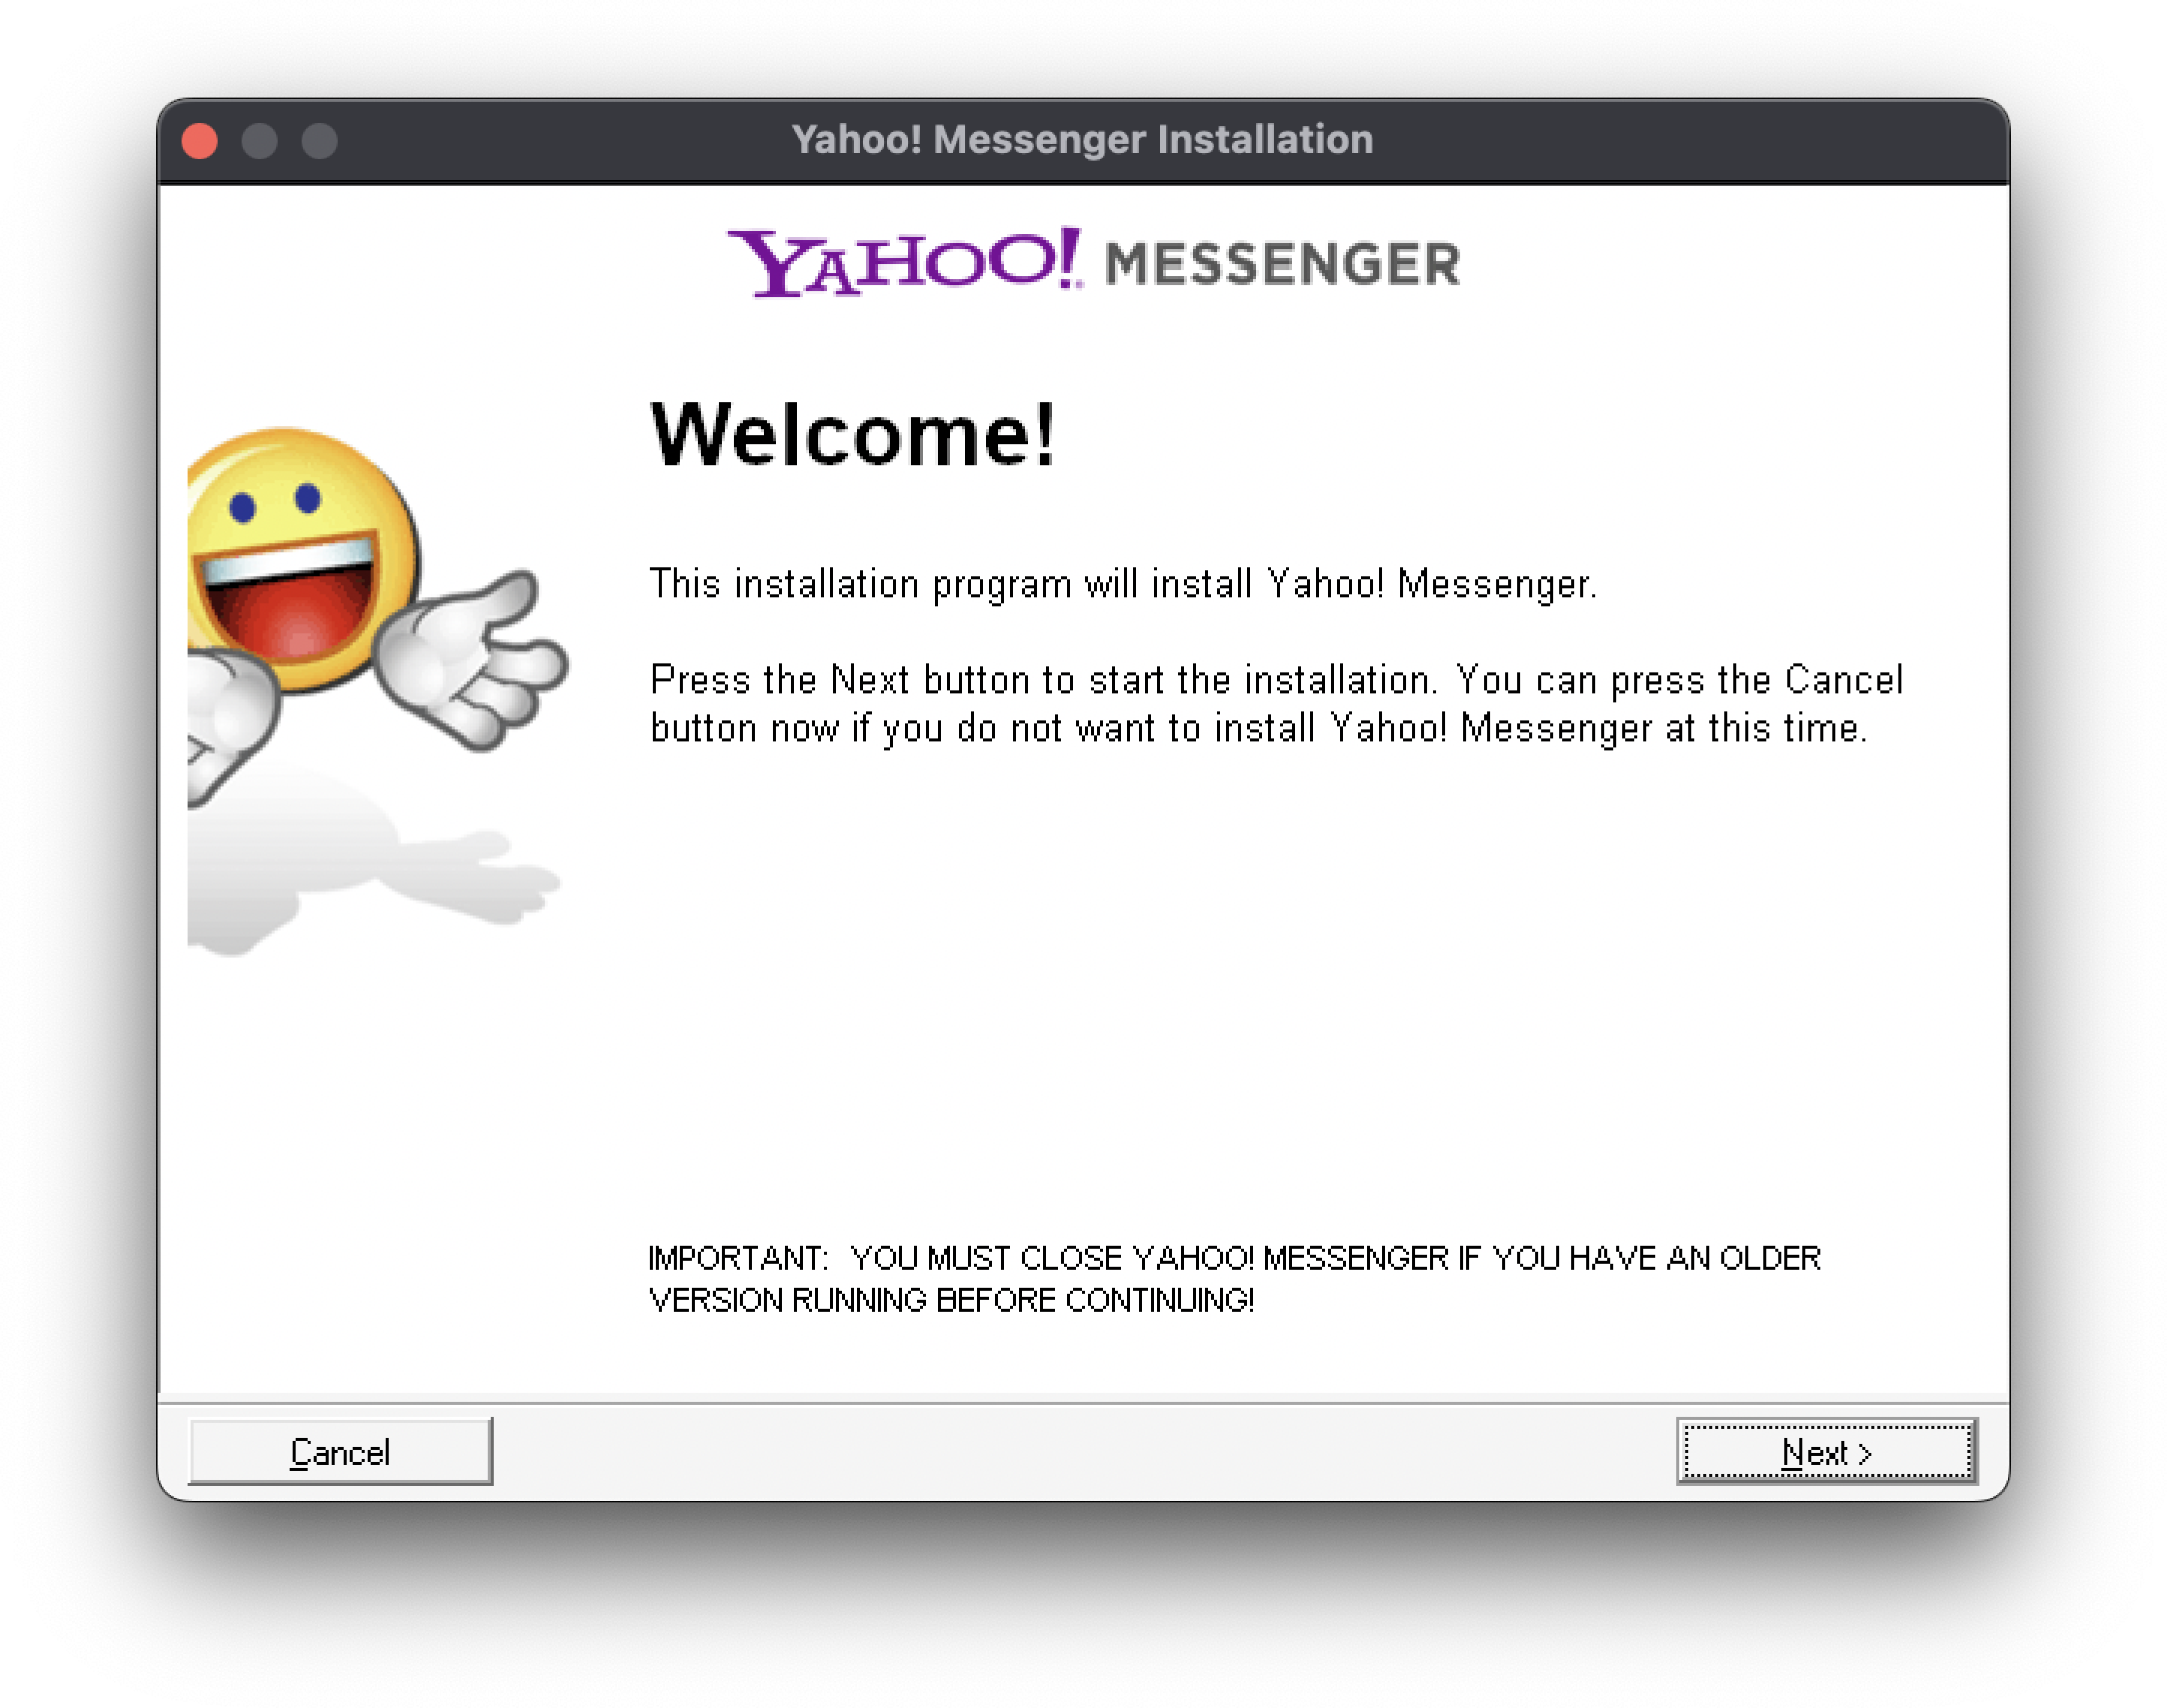 Yahoo! Messenger Installation
YAHOO! MESSENGER
Welcome!
This installation program will install Yahoo! Messenger.
Press the Next button to start the installation. You can press the Cancel
button now if you do not want to install Yahoo! Messenger at this time.
IMPORTANT:  YOU MUST CLOSE YAHOO! MESSENGER IF YOU HAVE AN OLDER
VERSION RUNNING BEFORE CONTINUING!
Cancel
Next >